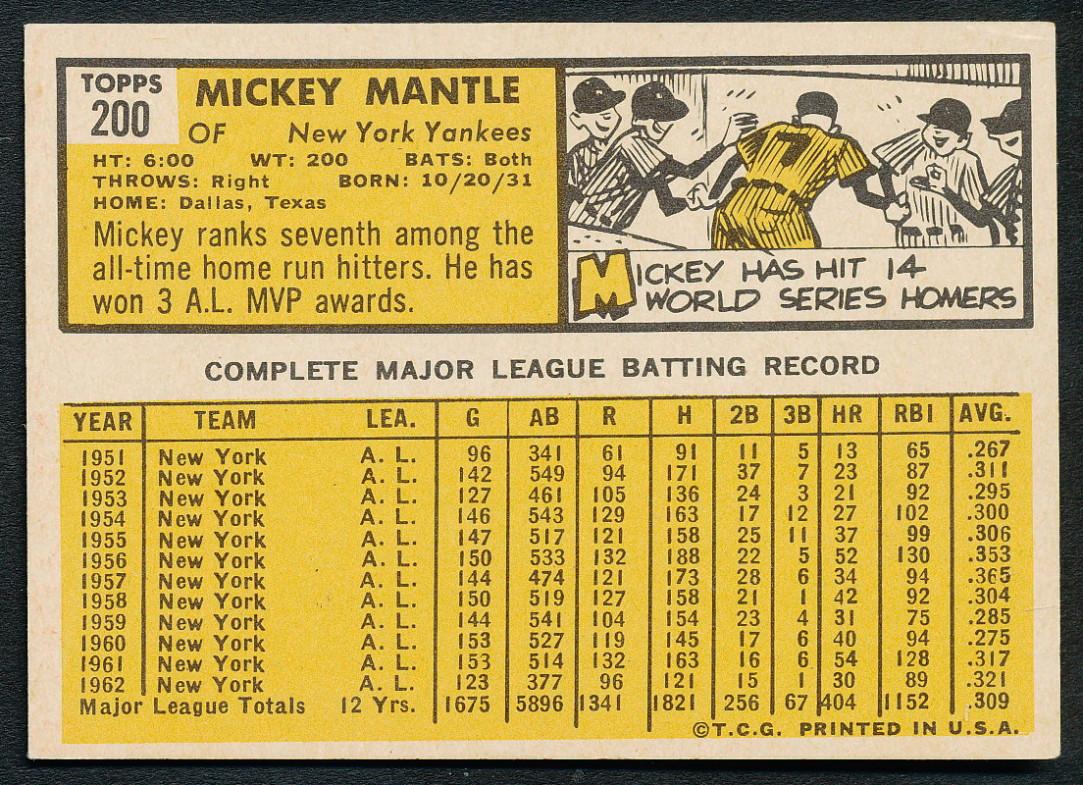 TOPPS
200
MICKEY MANTLE
OF New York Yankees
HT: 6:00 WT: 200 BATS: Both
THROWS: Right BORN: 10/20/31
HOME: Dallas, Texas
Mickey ranks seventh among the
all-time home run hitters. He has
won 3 A.L. MVP awards.
7
MICKEY HAS HIT 14
WORLD SERIES HOMERS
COMPLETE MAJOR LEAGUE BATTING RECORD
YEAR TEAM LEA. G AB R H 2B 3B HR RBI AVG.
1951 New York A. L. 96 341 61 91 11 5 13 65 .267
1952 New York A. L. 142 549 94 171 37 7 23 87 .311
1953 New York A. L. 127 461 105 136 24 3 21 92 .295
1954 New York A. L. 146 543 129 163 17 12 27 102 .300
1955 New York A. L. 147 517 121 158 25 11 37 99 .306
1956 New York A. L. 150 533 132 188 22 5 52 130 .353
1957 New York A. L. 144 474 121 173 28 6 34 94 .365
1958 New York A. L. 150 519 127 158 21 1 42 92 .304
1959 New York A. L. 144 541 104 154 23 4 31 75 .285
1960 New York A. L. 153 527 119 145 17 6 40 94 .275
1961 New York A. L. 153 514 132 163 16 6 54 128 .317
1962 New York A. L. 123 377 96 121 15 1 30 89 .321
Major League Totals 12 Yrs. 1675 5896 1341 1821 256 67 404 1152 .309
©T.C.G. PRINTED IN U.S.A.